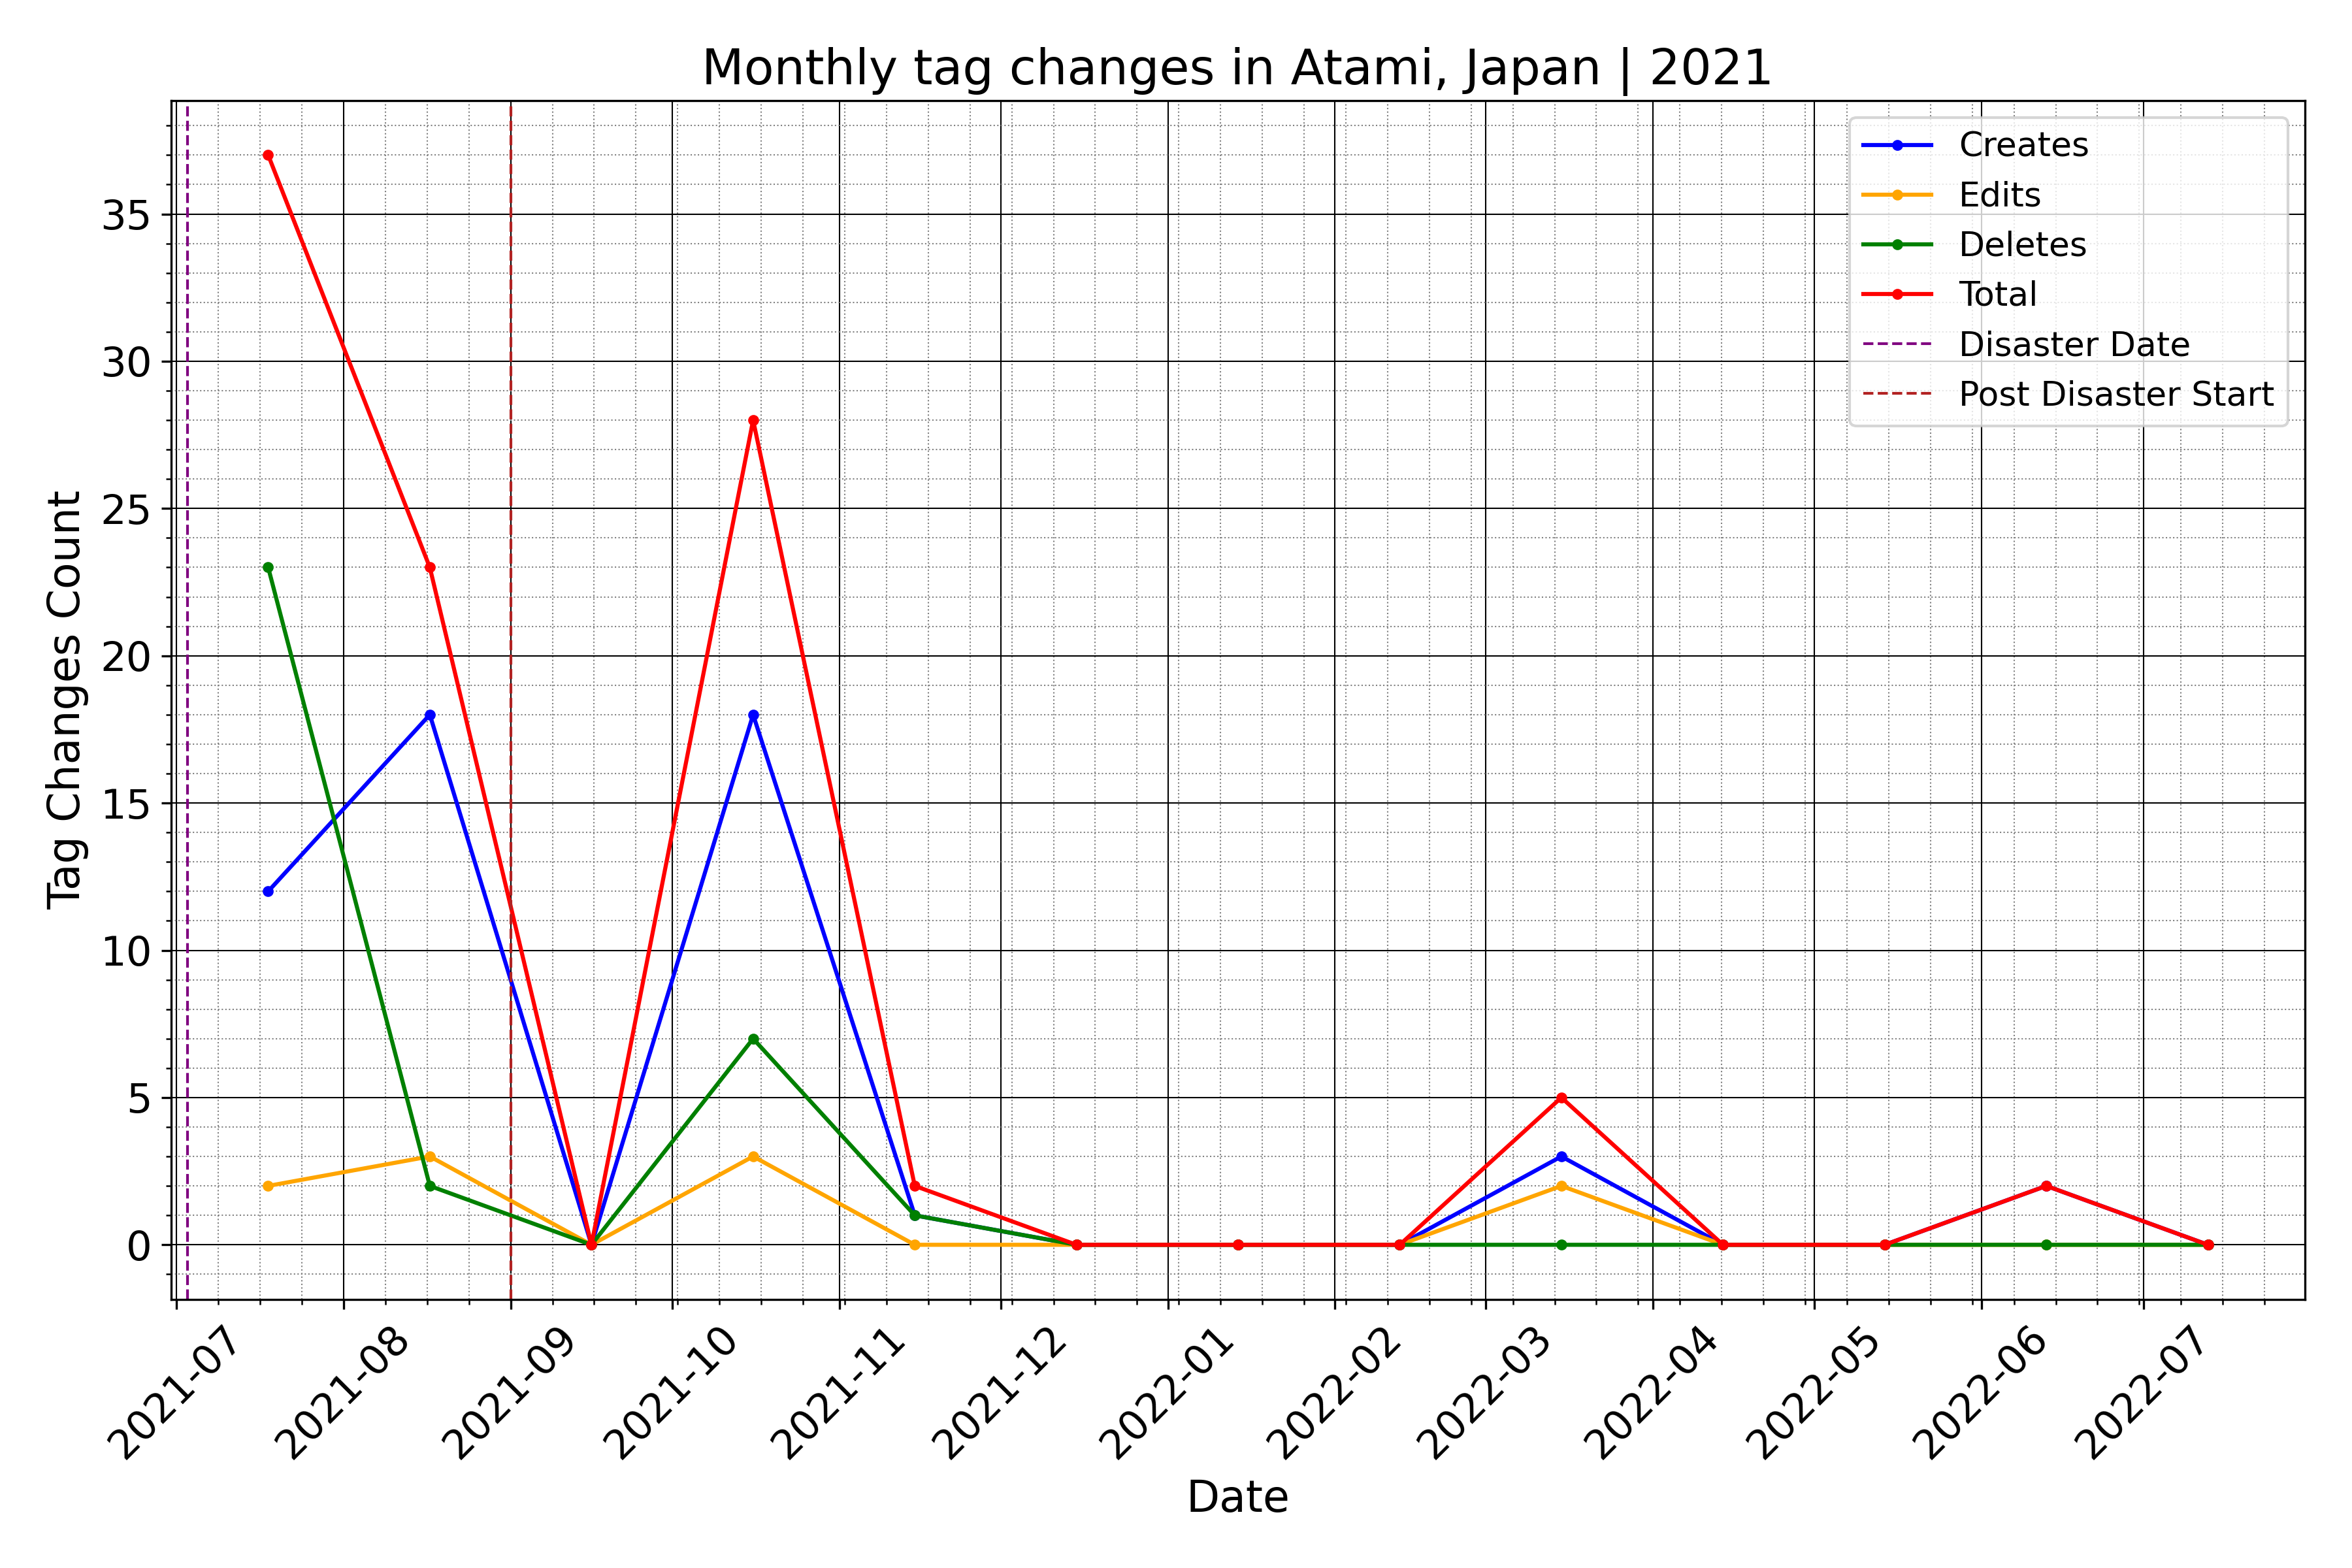 Monthly tag changes in Atami, Japan | 2021
Creates
Edits
Deletes
Total
Disaster Date
Post Disaster Start
Tag Changes Count
35
30
25
20
15
10
5
0
2021-07
2021-08
2021-09
2021-10
2021-11
2021-12
2022-01
2022-02
2022-03
2022-04
2022-05
2022-06
2022-07
Date